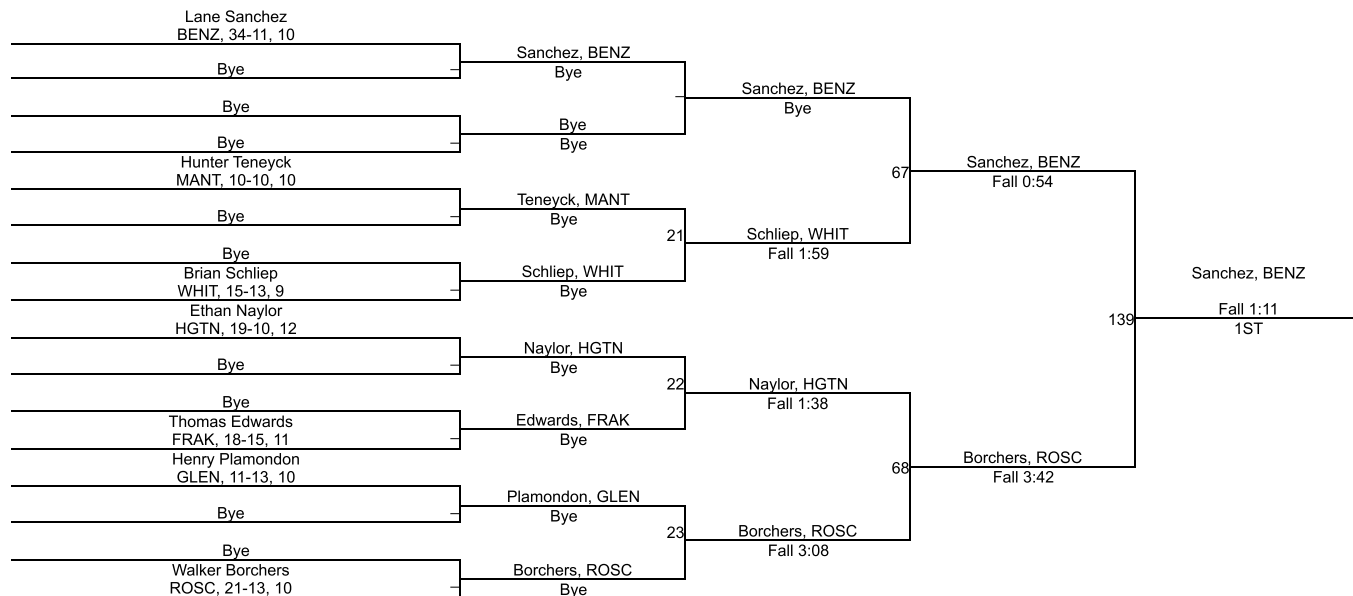 Lane Sanchez
BENZ, 34-11, 10
Bye
Bye
Bye
Hunter Teneyck
MANT, 10-10, 10
Bye
Bye
Brian Schliep
WHIT, 15-13, 9
Ethan Naylor
HGTN, 19-10, 12
Bye
Bye
Thomas Edwards
FRAK, 18-15, 11
Henry Plamondon
GLEN, 11-13, 10
Bye
Bye
Walker Borchers
ROSC, 21-13, 10
Sanchez, BENZ
Bye
Bye
Bye
Teneyck, MANT
Bye
Schliep, WHIT
Bye
Naylor, HGTN
Bye
Edwards, FRAK
Bye
Plamondon, GLEN
Bye
Borchers, ROSC
Bye
21
22
23
Sanchez, BENZ
Bye
Schliep, WHIT
Fall 1:59
Naylor, HGTN
Fall 1:38
Borchers, ROSC
Fall 3:08
67
68
Sanchez, BENZ
Fall 0:54
Borchers, ROSC
Fall 3:42
139
Sanchez, BENZ
Fall 1:11
1ST